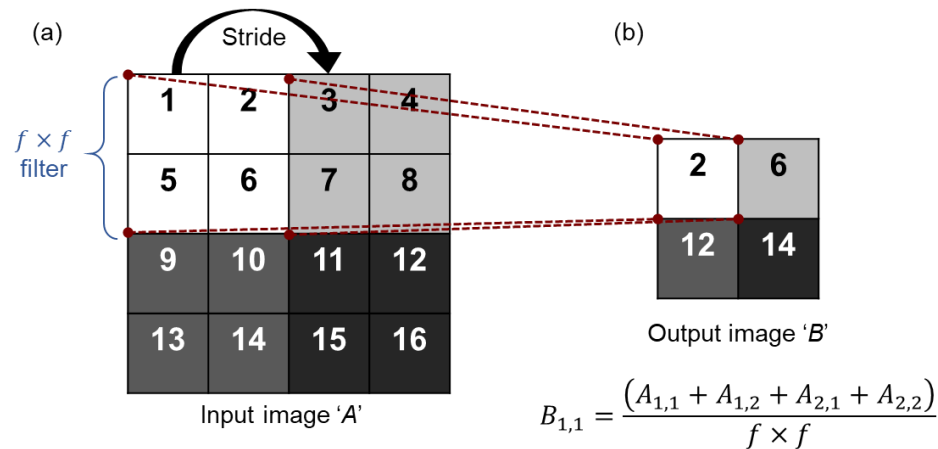 (a)
Stride
(b)
f × f
filter
1 2 3 4
5 6 7 8
9 10 11 12
13 14 15 16
Input image ‘A’
2 6
12 14
Output image ‘B’
B₁,₁ = (A₁,₁ + A₁,₂ + A₂,₁ + A₂,₂)
f × f